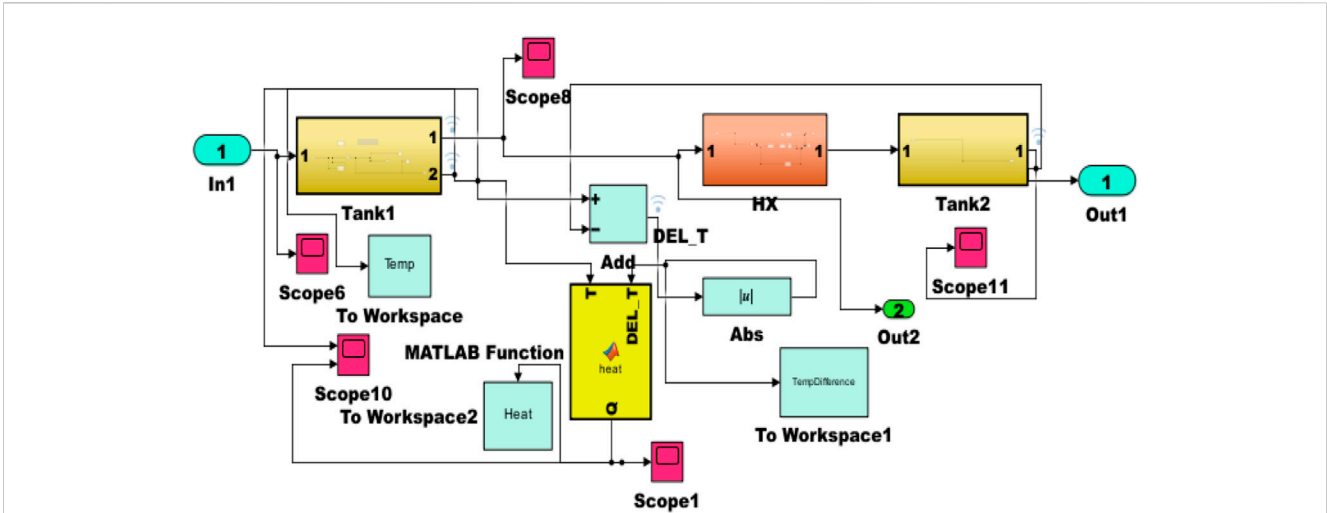 Scope8
1
1
1
2
1
1
1
1
1
In1
Tank1
HX
Tank2
Out1
+
−
DEL_T
Add
Scope6
Temp
To Workspace
T
DEL_T
|u|
Abs
Scope11
2
Out2
MATLAB Function
heat
Q
Scope10
To Workspace2
Heat
TempDifference
To Workspace1
Scope1